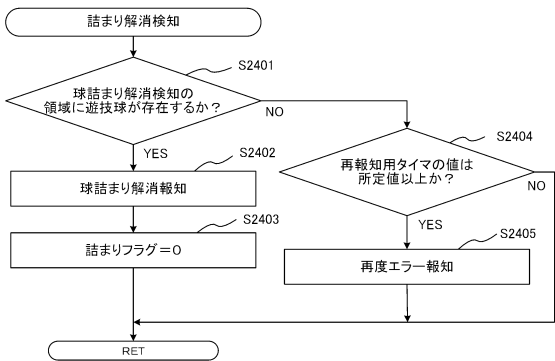 詰まり解消検知
S2401
球詰まり解消検知の
領域に遊技球が存在するか？
NO
YES
S2402
球詰まり解消報知
S2403
詰まりフラグ＝0
S2404
再報知用タイマの値は
所定値以上か？
NO
YES
S2405
再度エラー報知
RET